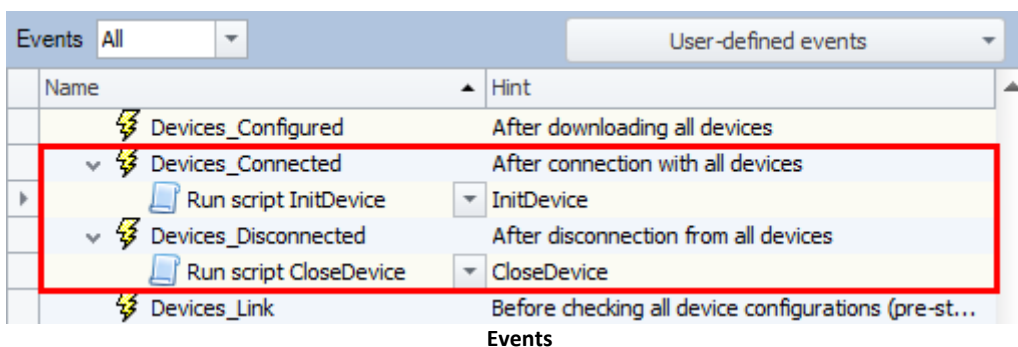 Events All User-defined events
Name Hint
Devices_Configured After downloading all devices
Devices_Connected After connection with all devices
Run script InitDevice InitDevice
Devices_Disconnected After disconnection from all devices
Run script CloseDevice CloseDevice
Devices_Link Before checking all device configurations (pre-st...
Events